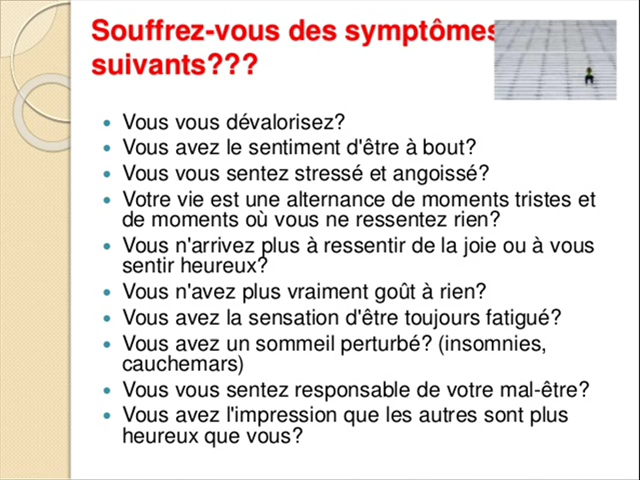 Souffrez-vous des symptômes
suivants???
Vous vous dévalorisez?
Vous avez le sentiment d'être à bout?
Vous vous sentez stressé et angoissé?
Votre vie est une alternance de moments tristes et
de moments où vous ne ressentez rien?
Vous n'arrivez plus à ressentir de la joie ou à vous
sentir heureux?
Vous n'avez plus vraiment goût à rien?
Vous avez la sensation d'être toujours fatigué?
Vous avez un sommeil perturbé? (insomnies,
cauchemars)
Vous vous sentez responsable de votre mal-être?
Vous avez l'impression que les autres sont plus
heureux que vous?